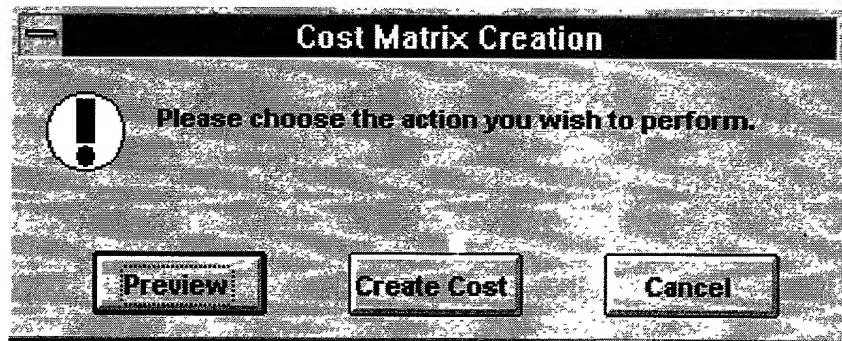 Cost Matrix Creation
Please choose the action you wish to perform.
Preview Create Cost Cancel